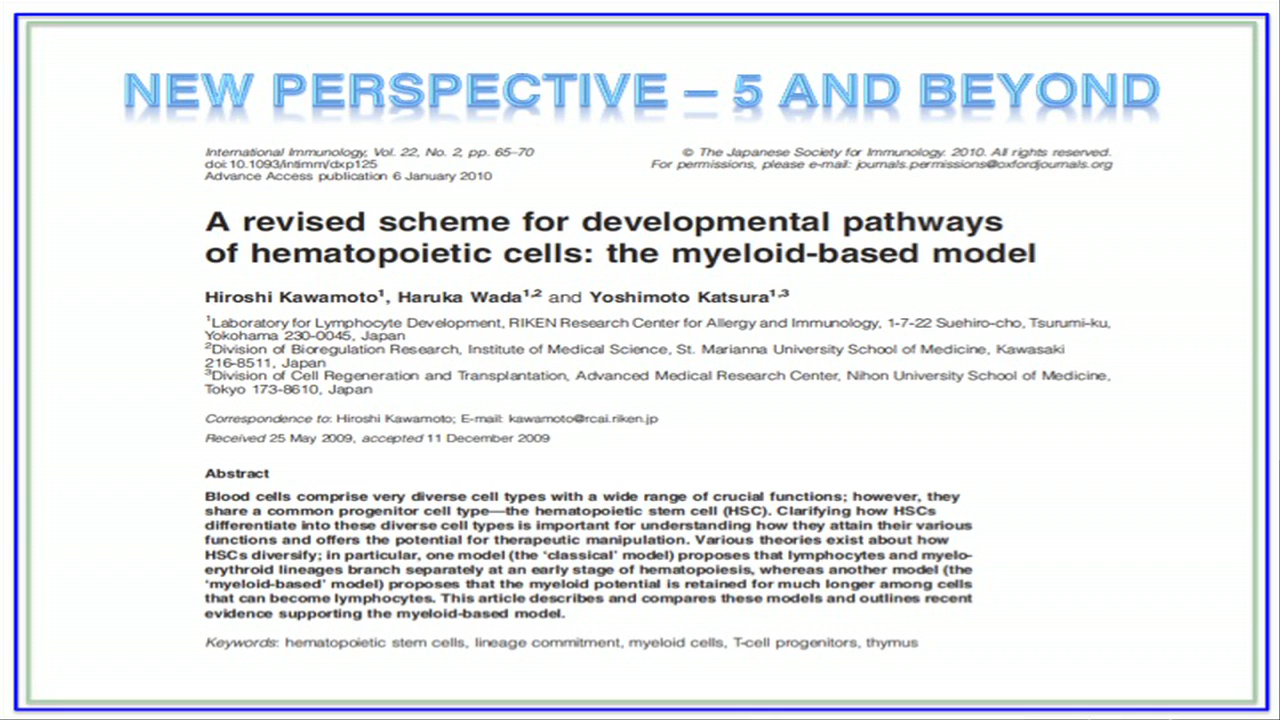 NEW PERSPECTIVE – 5 AND BEYOND
International Immunology, Vol. 22, No. 2, pp. 65–70
doi:10.1093/intimm/dxp125
Advance Access publication 6 January 2010
© The Japanese Society for Immunology. 2010. All rights reserved.
For permissions, please e-mail: journals.permissions@oxfordjournals.org
A revised scheme for developmental pathways
of hematopoietic cells: the myeloid-based model
Hiroshi Kawamoto1, Haruka Wada1,2 and Yoshimoto Katsura1,3
1Laboratory for Lymphocyte Development, RIKEN Research Center for Allergy and Immunology, 1-7-22 Suehiro-cho, Tsurumi-ku,
Yokohama 230-0045, Japan
2Division of Bioregulation Research, Institute of Medical Science, St. Marianna University School of Medicine, Kawasaki
216-8511, Japan
3Division of Cell Regeneration and Transplantation, Advanced Medical Research Center, Nihon University School of Medicine,
Tokyo 173-8610, Japan
Correspondence to: Hiroshi Kawamoto; E-mail: kawamoto@rcai.riken.jp
Received 25 May 2009, accepted 11 December 2009
Abstract
Blood cells comprise very diverse cell types with a wide range of crucial functions; however, they
share a common progenitor cell type—the hematopoietic stem cell (HSC). Clarifying how HSCs
differentiate into these diverse cell types is important for understanding how they attain their various
functions and offers the potential for therapeutic manipulation. Various theories exist about how
HSCs diversify; in particular, one model (the 'classical' model) proposes that lymphocytes and myelo-
erythroid lineages branch separately at an early stage of hematopoiesis, whereas another model (the
'myeloid-based' model) proposes that the myeloid potential is retained for much longer among cells
that can become lymphocytes. This article describes and compares these models and outlines recent
evidence supporting the myeloid-based model.
Keywords: hematopoietic stem cells, lineage commitment, myeloid cells, T-cell progenitors, thymus